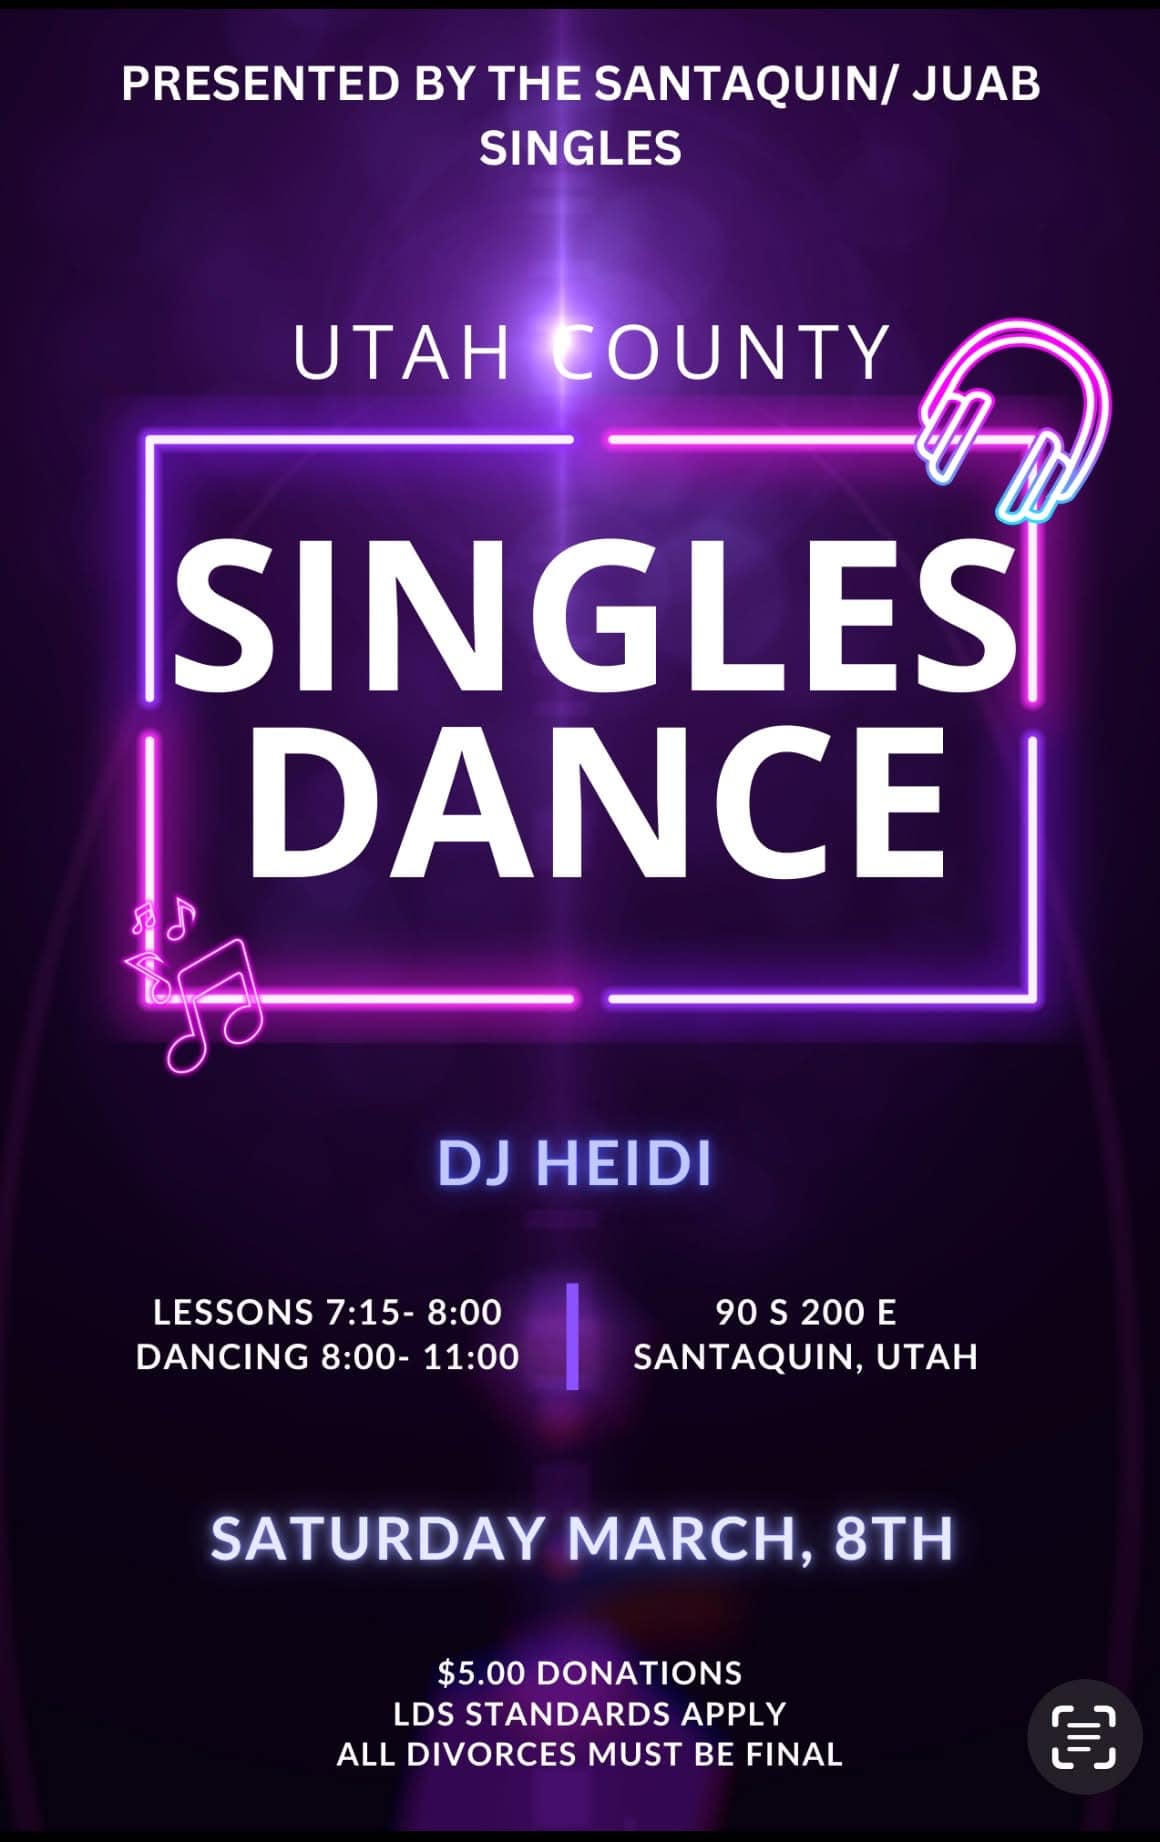 PRESENTED BY THE SANTAQUIN/ JUAB
SINGLES
UTAH COUNTY
SINGLES
DANCE
DJ HEIDI
LESSONS 7:15- 8:00
DANCING 8:00- 11:00
90 S 200 E
SANTAQUIN, UTAH
SATURDAY MARCH, 8TH
$5.00 DONATIONS
LDS STANDARDS APPLY
ALL DIVORCES MUST BE FINAL